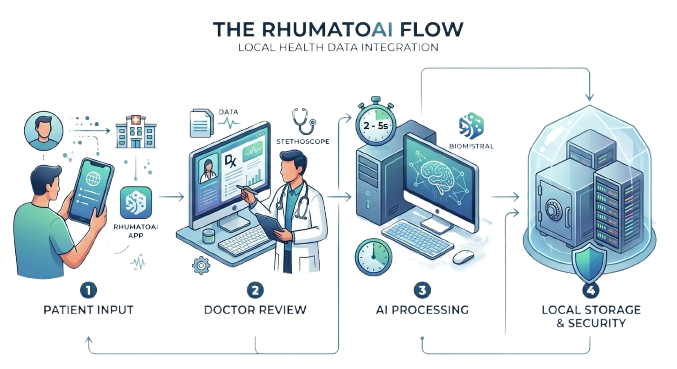 THE RHUMATOAI FLOW
LOCAL HEALTH DATA INTEGRATION
DATA
STETHOSCOPE
Dx
2 - 5s
BIOMISTRAL
RHUMATOAI
APP
1
PATIENT INPUT
2
DOCTOR REVIEW
3
AI PROCESSING
4
LOCAL STORAGE
& SECURITY